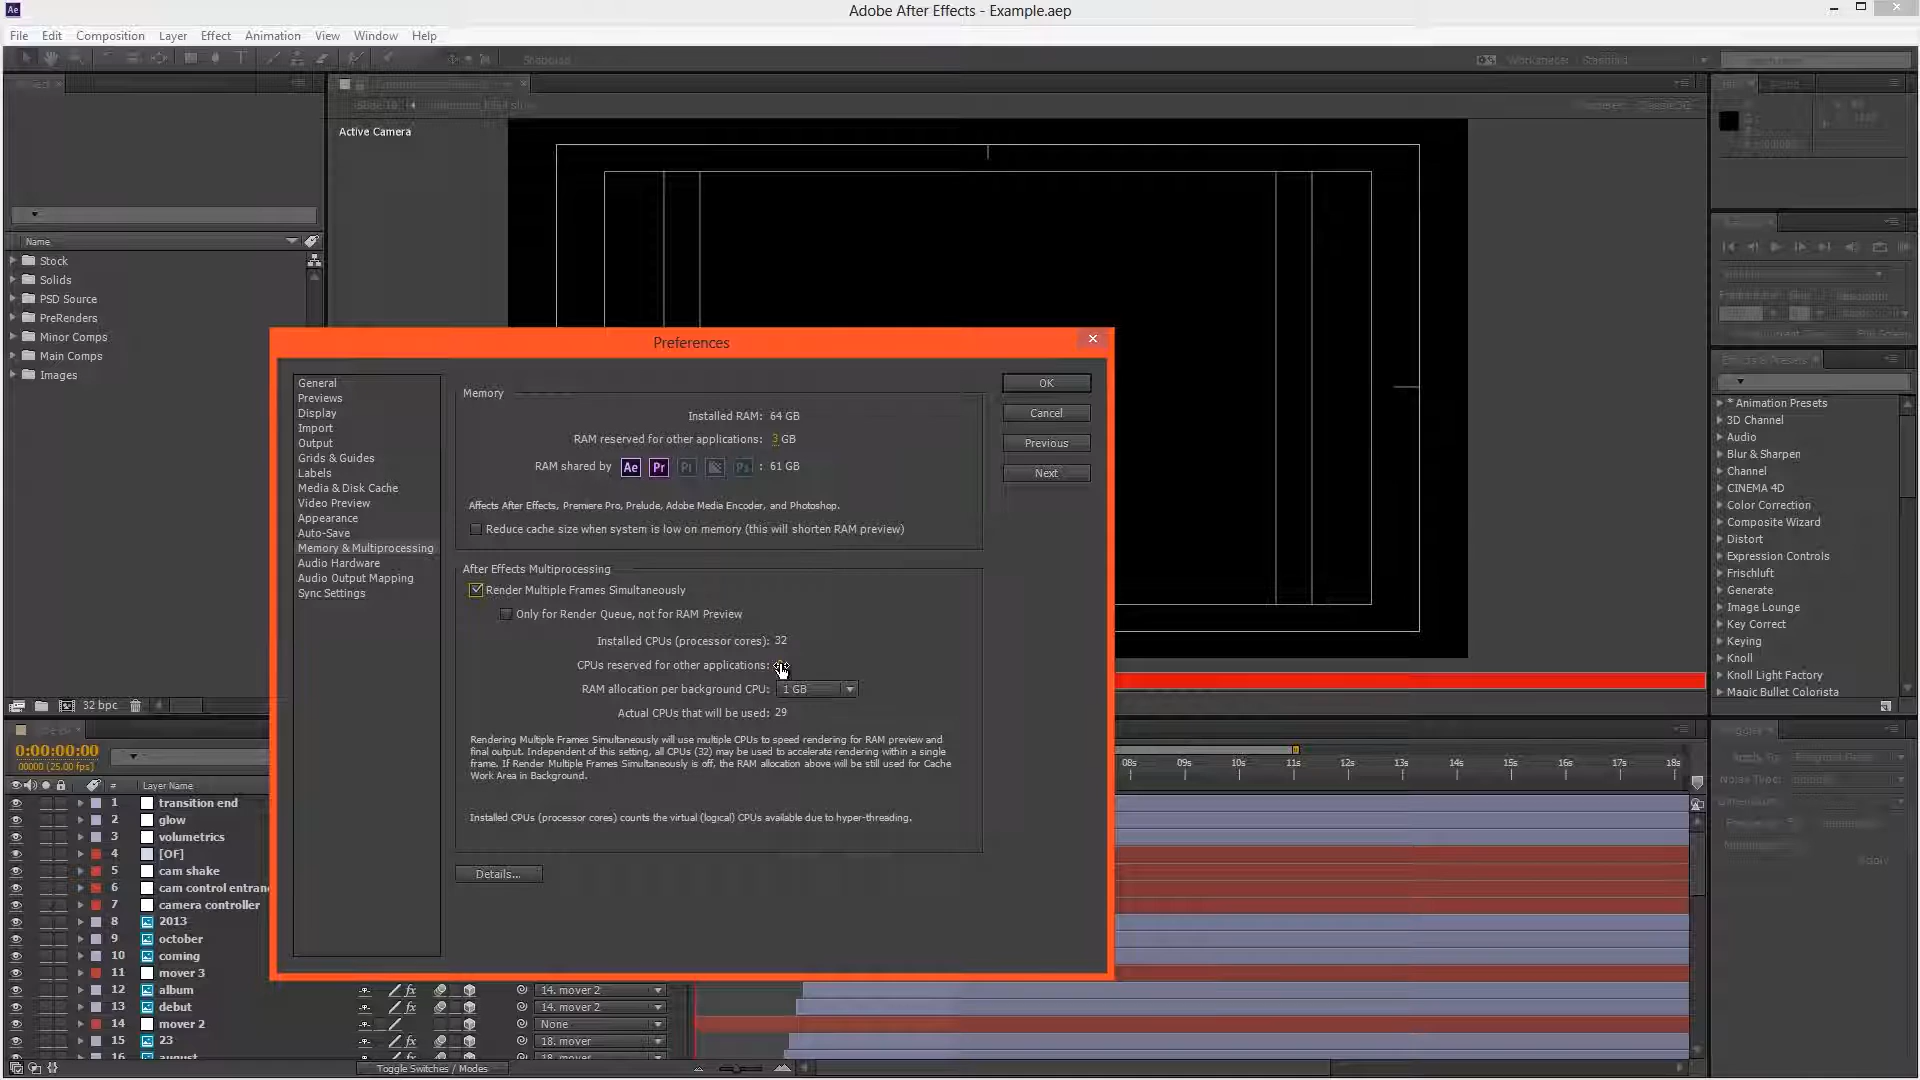 Ae
Adobe After Effects - Example.aep
File Edit Composition Layer Effect Animation View Window Help
Snapping
Workspace: Standard
Active Camera
Name
Stock
Solids
PSD Source
PreRenders
Minor Comps
Main Comps
Images
32 bpc
Preferences
General
Previews
Display
Import
Output
Grids & Guides
Labels
Media & Disk Cache
Video Preview
Appearance
Auto-Save
Memory & Multiprocessing
Audio Hardware
Audio Output Mapping
Sync Settings
Memory
Installed RAM: 64 GB
RAM reserved for other applications: 3 GB
RAM shared by Ae Pr Pl Ps : 61 GB
Affects After Effects, Premiere Pro, Prelude, Adobe Media Encoder, and Photoshop.
Reduce cache size when system is low on memory (this will shorten RAM preview)
After Effects Multiprocessing
Render Multiple Frames Simultaneously
Only for Render Queue, not for RAM Preview
Installed CPUs (processor cores): 32
CPUs reserved for other applications:
RAM allocation per background CPU: 1 GB
Actual CPUs that will be used: 29
Rendering Multiple Frames Simultaneously will use multiple CPUs to speed rendering for RAM preview and
final output. Independent of this setting, all CPUs (32) may be used to accelerate rendering within a single
frame. If Render Multiple Frames Simultaneously is off, the RAM allocation above will be still used for Cache
Work Area in Background.
Installed CPUs (processor cores) counts the virtual (logical) CPUs available due to hyper-threading.
Details...
OK
Cancel
Previous
Next
Effects & Presets
* Animation Presets
3D Channel
Audio
Blur & Sharpen
Channel
CINEMA 4D
Color Correction
Composite Wizard
Distort
Expression Controls
Frischluft
Generate
Image Lounge
Key Correct
Keying
Knoll
Knoll Light Factory
Magic Bullet Colorista
0:00:00:00
00000 (25.00 fps)
# Layer Name
08s 09s 10s 11s 12s 13s 14s 15s 16s 17s 18s
1 transition end
2 glow
3 volumetrics
4 [OF]
5 cam shake
6 cam control entran
7 camera controller
8 2013
9 october
10 coming
11 mover 3
12 album fx 14. mover 2
13 debut fx 14. mover 2
14 mover 2 None
15 23 fx 18. mover
16 august 18. mover
Toggle Switches / Modes
Apply